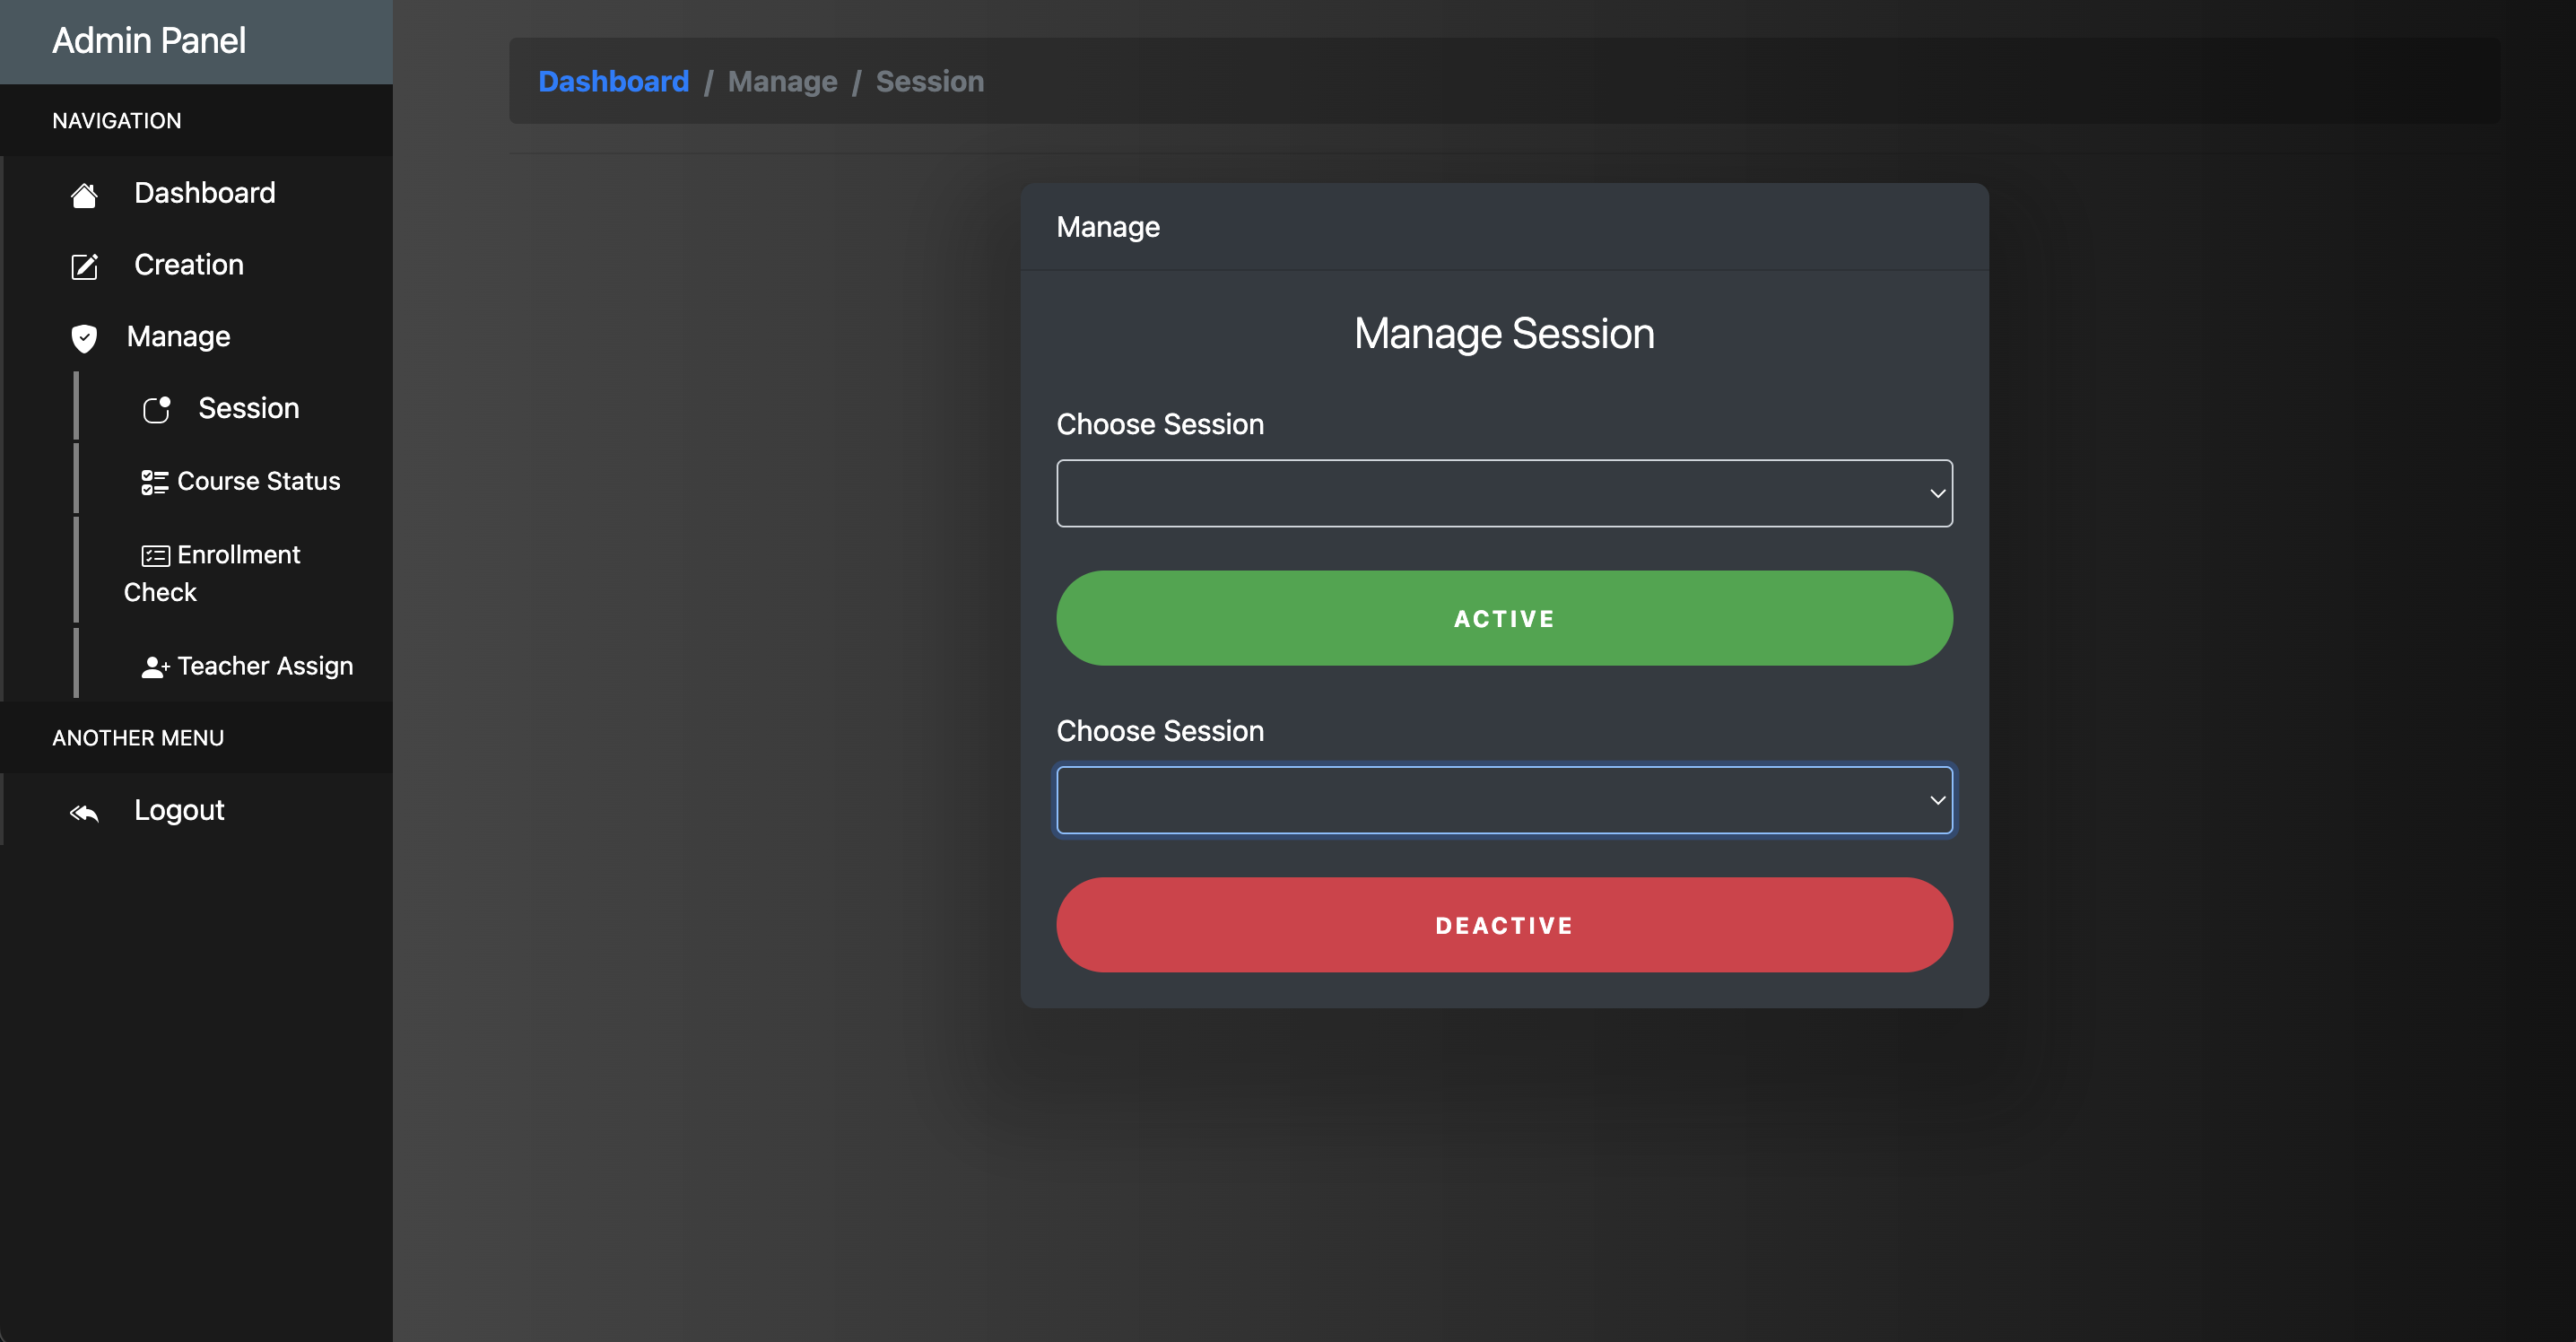 Admin Panel
NAVIGATION
Dashboard
Creation
Manage
Session
Course Status
Enrollment
Check
Teacher Assign
ANOTHER MENU
Logout
Dashboard / Manage / Session
Manage
Manage Session
Choose Session
ACTIVE
Choose Session
DEACTIVE